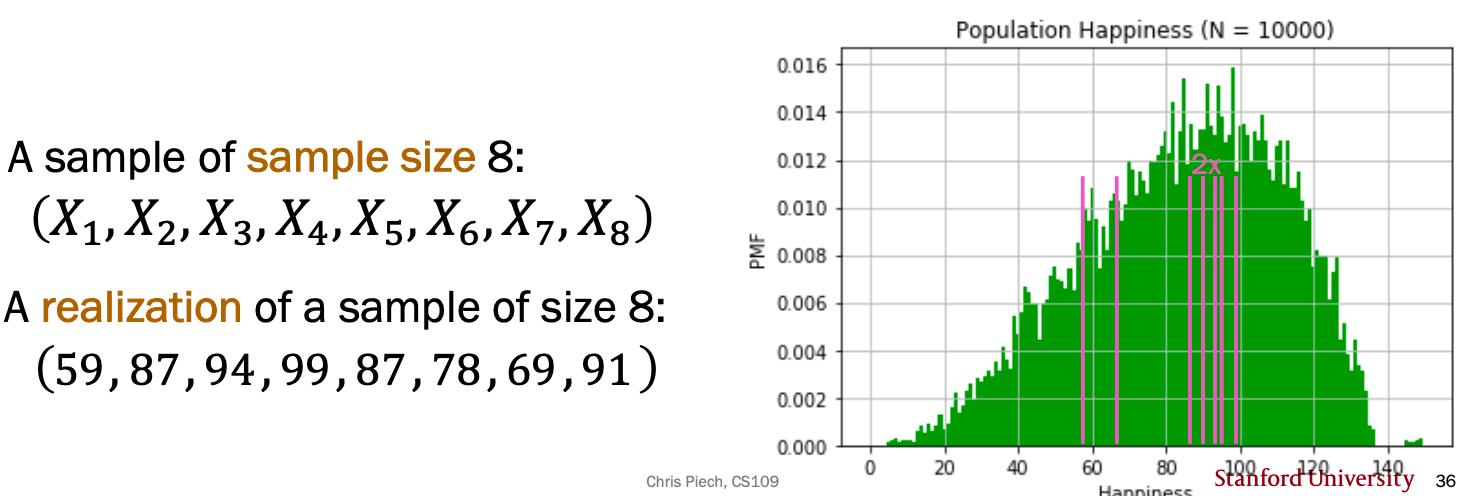 A sample of sample size 8:
(X₁, X₂, X₃, X₄, X₅, X₆, X₇, X₈)
A realization of a sample of size 8:
(59, 87, 94, 99, 87, 78, 69, 91)
Population Happiness (N = 10000)
PMF
0.016
0.014
0.012
0.010
0.008
0.006
0.004
0.002
0.000
2x
0 20 40 60 80 100 120 140
Happiness
Chris Piech, CS109
Stanford University 36